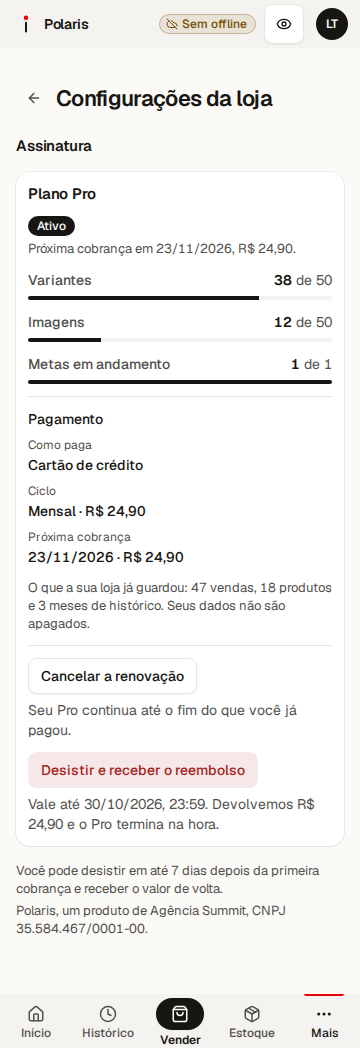 Polaris
Sem offline
LT
Configurações da loja
Assinatura
Plano Pro
Ativo
Próxima cobrança em 23/11/2026, R$ 24,90.
Variantes
38 de 50
Imagens
12 de 50
Metas em andamento
1 de 1
Pagamento
Como paga
Cartão de crédito
Ciclo
Mensal · R$ 24,90
Próxima cobrança
23/11/2026 · R$ 24,90
O que a sua loja já guardou: 47 vendas, 18 produtos
e 3 meses de histórico. Seus dados não são
apagados.
Cancelar a renovação
Seu Pro continua até o fim do que você já
pagou.
Desistir e receber o reembolso
Vale até 30/10/2026, 23:59. Devolvemos R$
24,90 e o Pro termina na hora.
Você pode desistir em até 7 dias depois da primeira
cobrança e receber o valor de volta.
Polaris, um produto de Agência Summit, CNPJ
35.584.467/0001-00.
Início
Histórico
Vender
Estoque
Mais